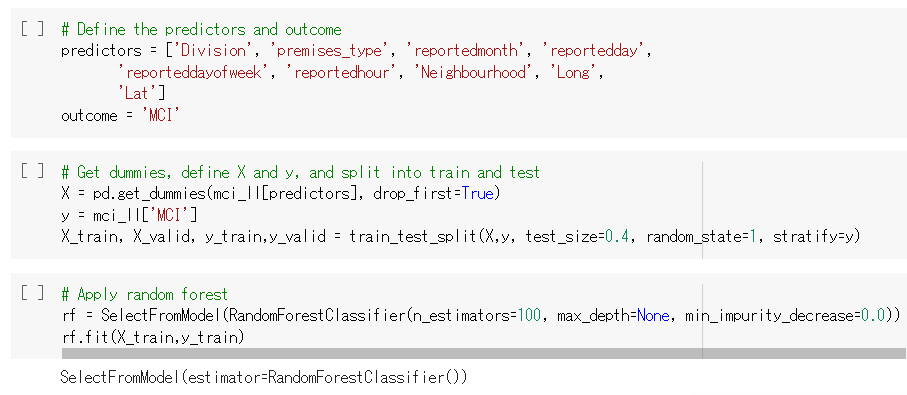 [ ] # Define the predictors and outcome
predictors = ['Division', 'premises_type', 'reportedmonth', 'reportedday',
'reporteddayofweek', 'reportedhour', 'Neighbourhood', 'Long',
'Lat']
outcome = 'MCI'
[ ] # Get dummies, define X and y, and split into train and test
X = pd.get_dummies(mci_ll[predictors], drop_first=True)
y = mci_ll['MCI']
X_train, X_valid, y_train,y_valid = train_test_split(X,y, test_size=0.4, random_state=1, stratify=y)
[ ] # Apply random forest
rf = SelectFromModel(RandomForestClassifier(n_estimators=100, max_depth=None, min_impurity_decrease=0.0))
rf.fit(X_train,y_train)
SelectFromModel(estimator=RandomForestClassifier())